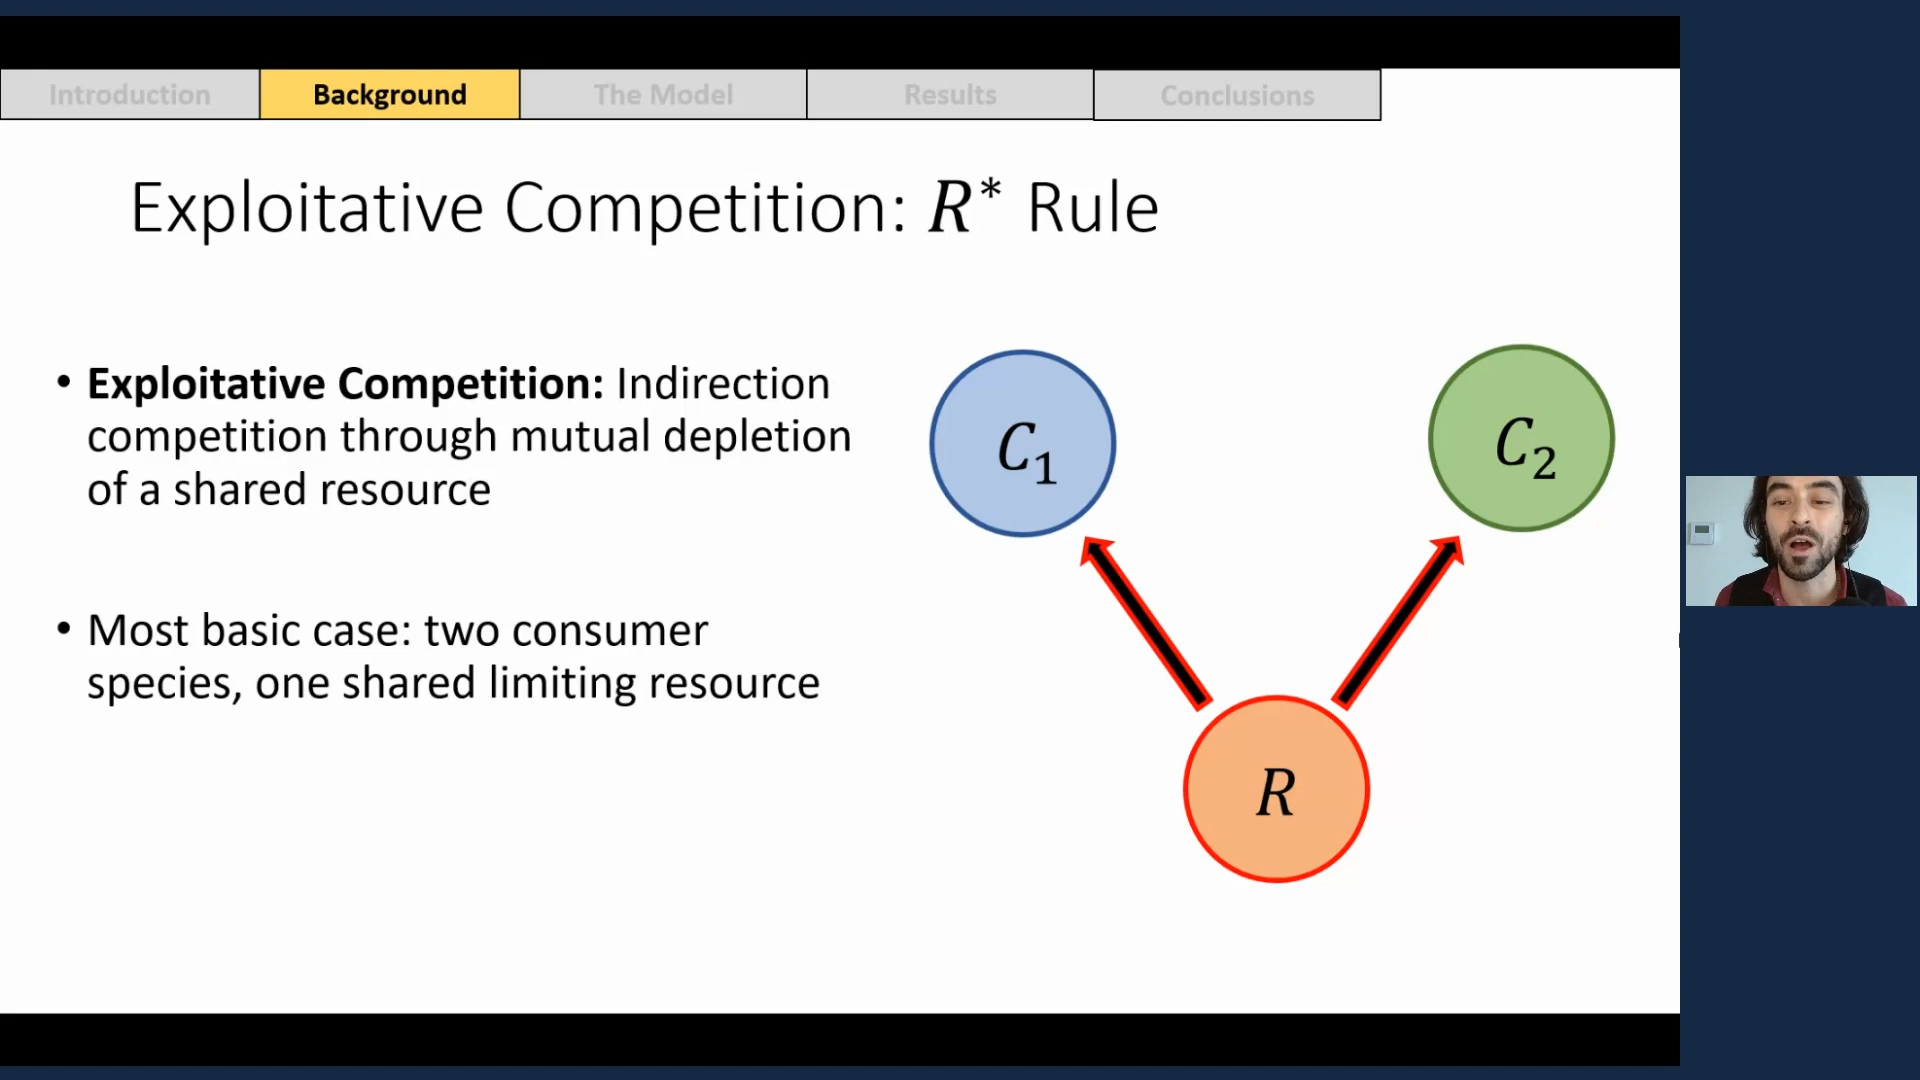 Introduction
Background
The Model
Results
Conclusions
Exploitative Competition: R* Rule
• Exploitative Competition: Indirection
competition through mutual depletion
of a shared resource
• Most basic case: two consumer
species, one shared limiting resource
C₁
C₂
R